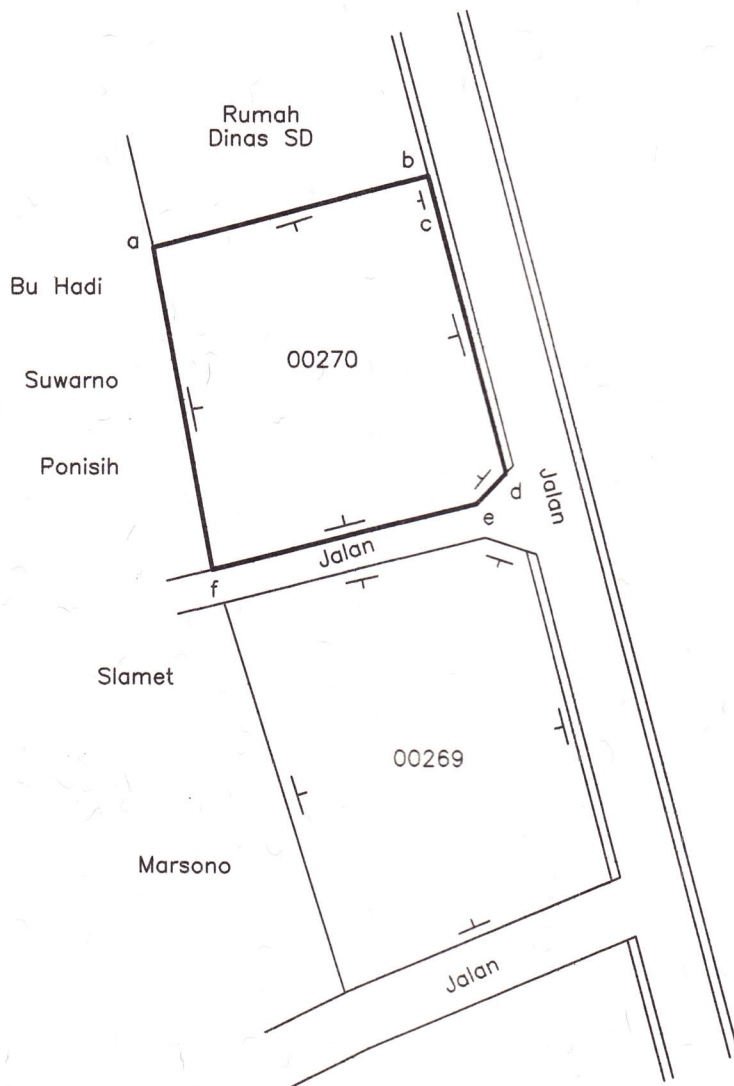 Rumah
Dinas SD
b
a
c
Bu Hadi
00270
Suwarno
Ponisih
Jalan
d
e
Jalan
f
Slamet
00269
Marsono
Jalan